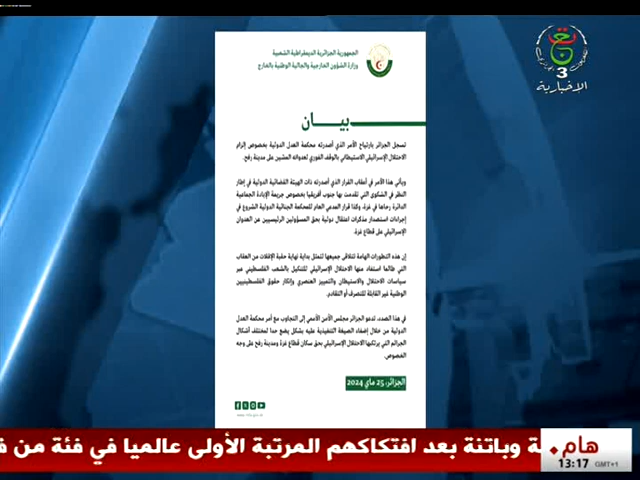 3
الإخبارية
الجمهورية الجزائرية الديمقراطية الشعبية
وزارة الشؤون الخارجية والجالية الوطنية بالخارج
بيـــان
تسجل الجزائر بارتياح الأمر الذي أصدرته محكمة العدل الدولية بخصوص إلزام
الاحتلال الإسرائيلي الاستيطاني بالوقف الفوري لعدوانه المشين على مدينة رفح.
ويأتي هذا الأمر في أعقاب القرار الذي أصدرته ذات الهيئة القضائية الدولية في إطار
النظر في الشكوى التي تقدمت بها جنوب أفريقيا بخصوص جريمة الإبادة الجماعية
الدائرة رحاها في غزة، وكذا قرار المدعي العام للمحكمة الجنائية الدولية الشروع في
إجراءات استصدار مذكرات اعتقال دولية بحق المسؤولين الرئيسيين عن العدوان
الإسرائيلي على قطاع غزة.
إن هذه التطورات الهامة تتلاقى جميعها لتمثل بداية نهاية حقبة الإفلات من العقاب
التي طالما استفاد منها الاحتلال الإسرائيلي للتنكيل بالشعب الفلسطيني عبر
سياسات الاحتلال والاستيطان والتمييز العنصري وإنكار حقوق الفلسطينيين
الوطنية غير القابلة للتصرف أو التقادم.
في هذا الصدد، تدعو الجزائر مجلس الأمن الأممي إلى التجاوب مع أمر محكمة العدل
الدولية من خلال إضفاء الصبغة التنفيذية عليه بشكل يضع حدا لمختلف أشكال
الجرائم التي يرتكبها الاحتلال الإسرائيلي بحق سكان قطاع غزة ومدينة رفح على وجه
الخصوص.
الجزائر، 25 ماي 2024
هام
ة وباتنة بعد افتكاكهم المرتبة الأولى عالميا في فئة من ف
13:17 GMT+1